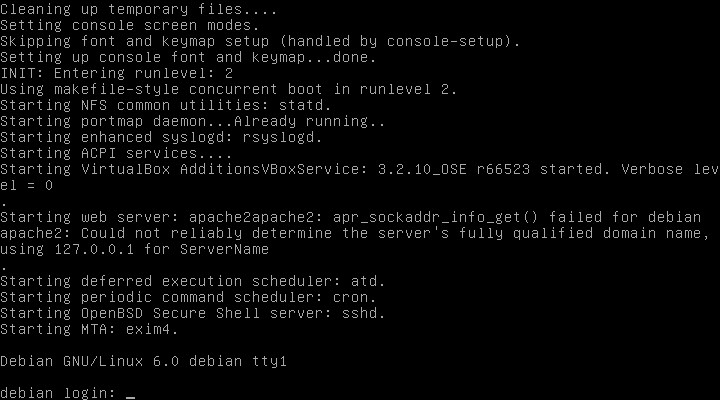 Cleaning up temporary files....
Setting console screen modes.
Skipping font and keymap setup (handled by console-setup).
Setting up console font and keymap...done.
INIT: Entering runlevel: 2
Using makefile-style concurrent boot in runlevel 2.
Starting NFS common utilities: statd.
Starting portmap daemon...Already running..
Starting enhanced syslogd: rsyslogd.
Starting ACPI services....
Starting VirtualBox AdditionsVBoxService: 3.2.10_OSE r66523 started. Verbose lev
el = 0
.
Starting web server: apache2apache2: apr_sockaddr_info_get() failed for debian
apache2: Could not reliably determine the server's fully qualified domain name,
using 127.0.0.1 for ServerName
.
Starting deferred execution scheduler: atd.
Starting periodic command scheduler: cron.
Starting OpenBSD Secure Shell server: sshd.
Starting MTA: exim4.
Debian GNU/Linux 6.0 debian tty1
debian login: _